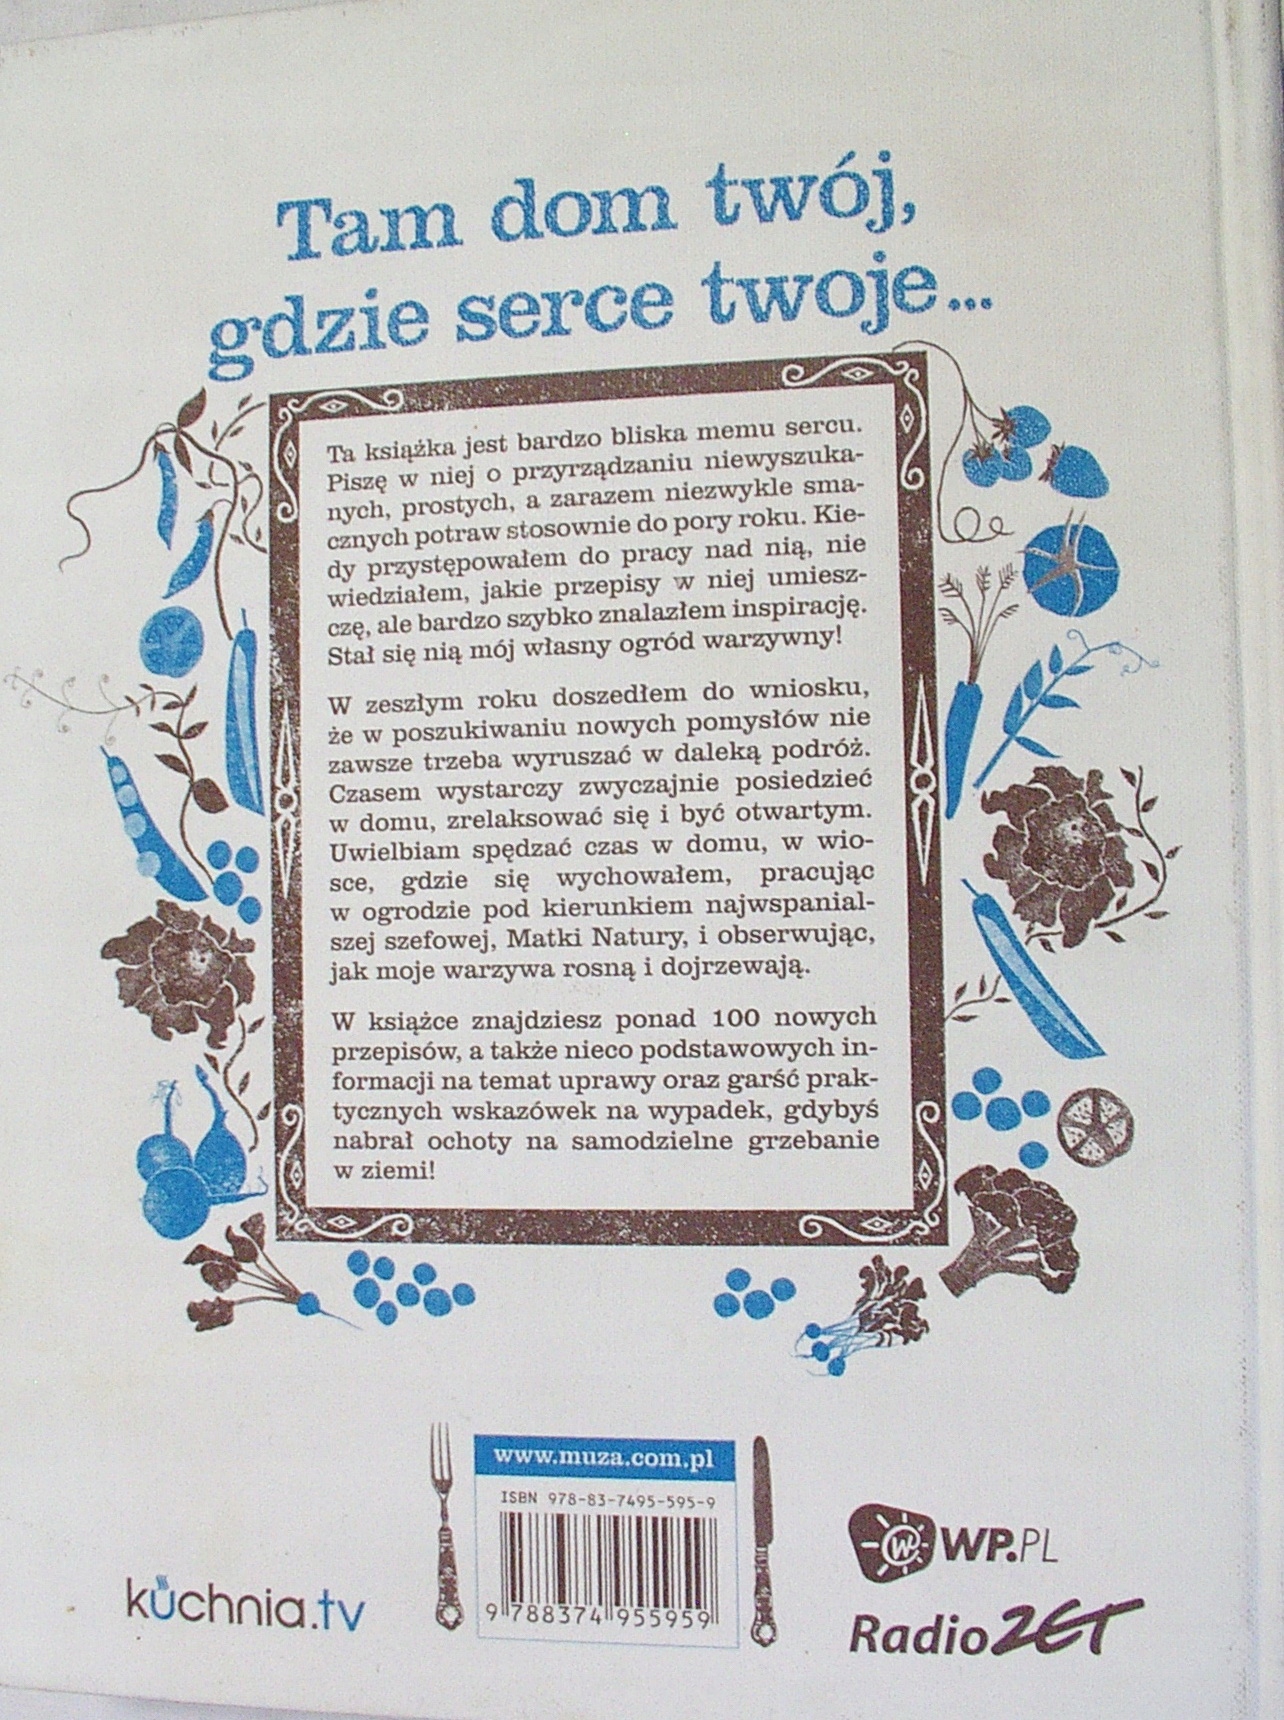 Tam dom twój,
gdzie serce twoje...
Ta książka jest bardzo bliska memu sercu.
Piszę w niej o przyrządzaniu niewyszuka-
nych, prostych, a zarazem niezwykle sma-
cznych potraw stosownie do pory roku. Kie-
dy przystępowałem do pracy nad nią, nie
wiedziałem, jakie przepisy w niej umiesz-
czę, ale bardzo szybko znalazłem inspirację.
Stał się nią mój własny ogród warzywny!
W zeszłym roku doszedłem do wniosku,
że w poszukiwaniu nowych pomysłów nie
zawsze trzeba wyruszać w daleką podróż.
Czasem wystarczy zwyczajnie posiedzieć
w domu, zrelaksować się i być otwartym.
Uwielbiam spędzać czas w domu, w wio-
sce, gdzie się wychowałem, pracując
w ogrodzie pod kierunkiem najwspanial-
szej szefowej, Matki Natury, i obserwując,
jak moje warzywa rosną i dojrzewają.
W książce znajdziesz ponad 100 nowych
przepisów, a także nieco podstawowych in-
formacji na temat uprawy oraz garść prak-
tycznych wskazówek na wypadek, gdybyś
nabrał ochoty na samodzielne grzebanie
w ziemi!
www.muza.com.pl
ISBN 978-83-7495-595-9
9 788374 955959
kuchnia.tv
WP.PL
Radio ZET